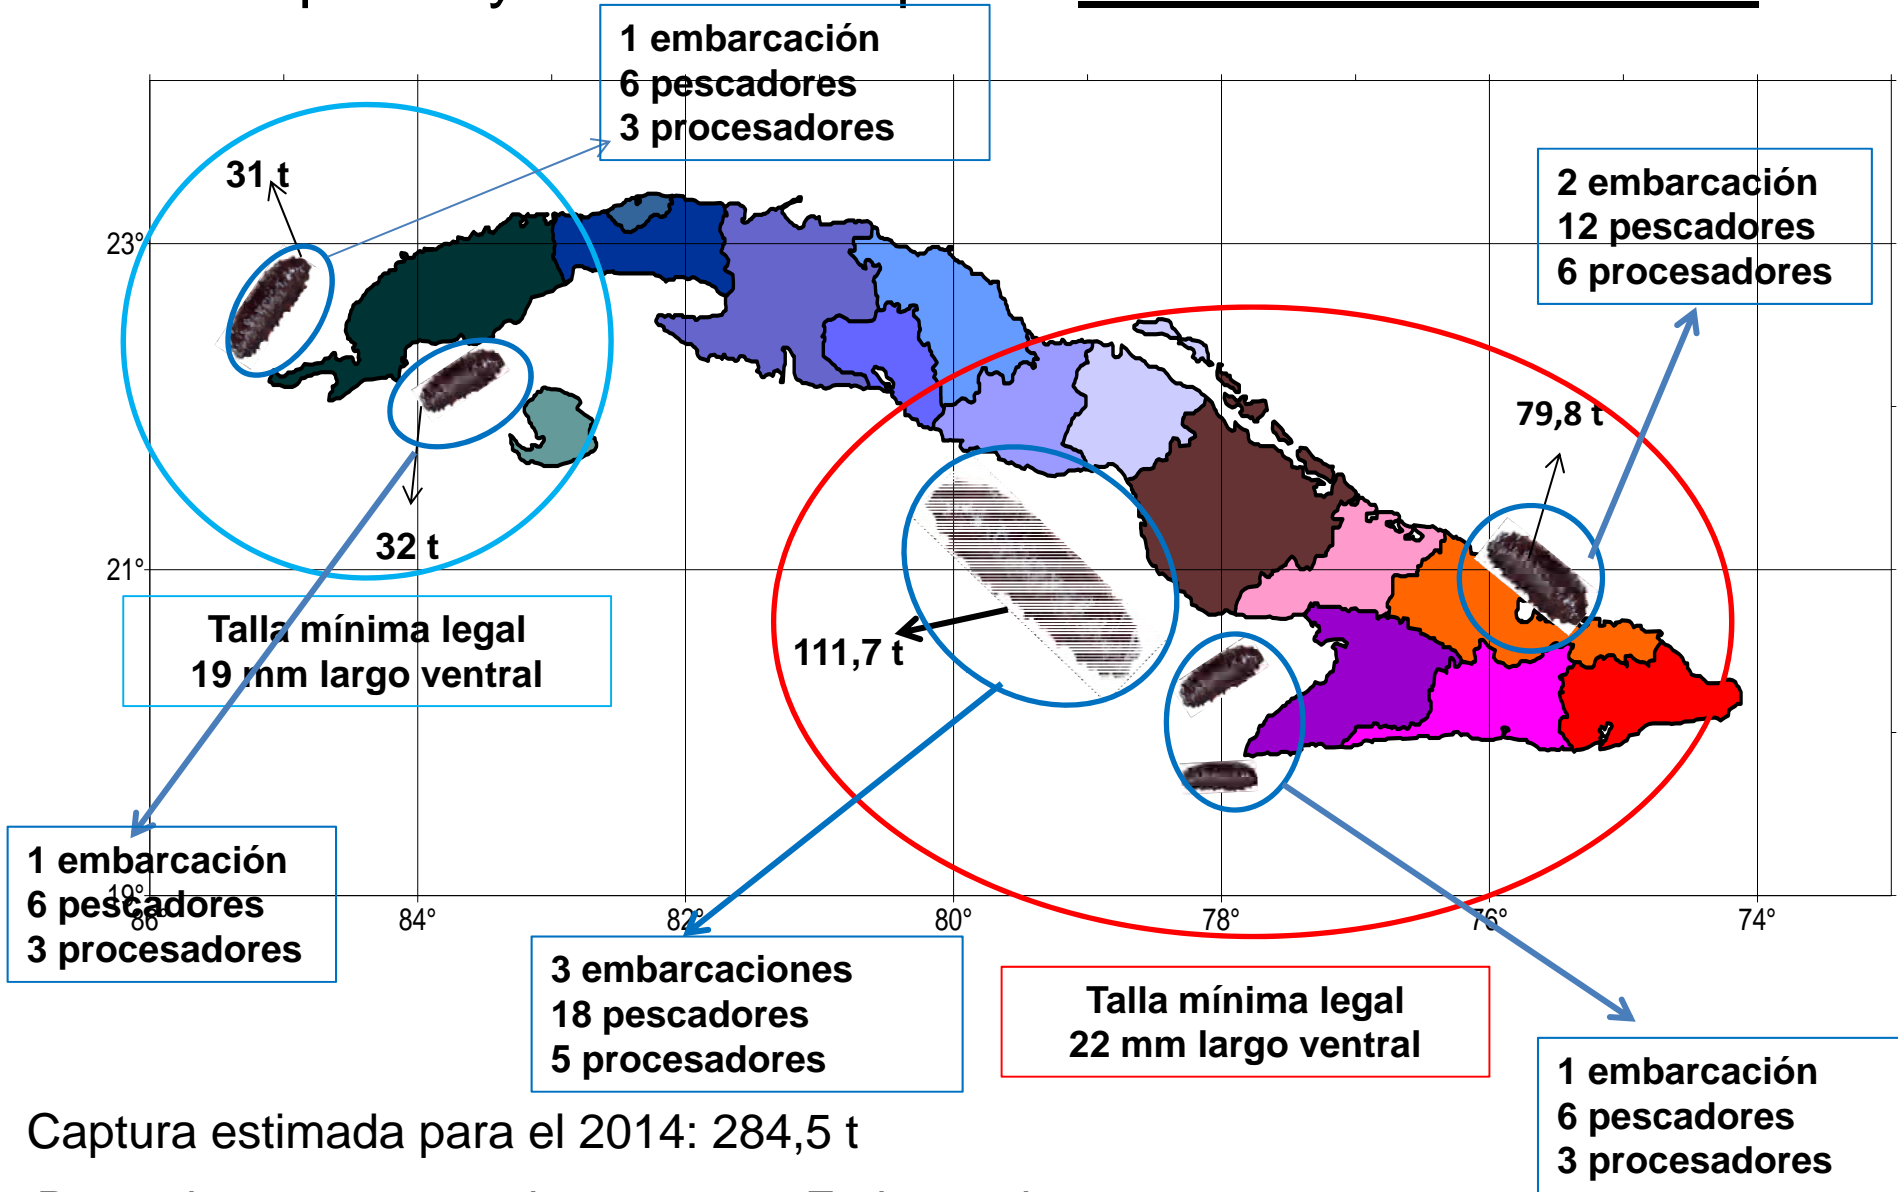 1 embarcación
6 pescadores
3 procesadores
2 embarcación
12 pescadores
6 procesadores
31 t
23°
79,8 t
32 t
21°
Talla mínima legal
19 mm largo ventral
111,7 t
1 embarcación
6 pescadores
3 procesadores
19°
86°
84°
82°
80°
78°
76°
74°
3 embarcaciones
18 pescadores
5 procesadores
Talla mínima legal
22 mm largo ventral
1 embarcación
6 pescadores
3 procesadores
Captura estimada para el 2014: 284,5 t